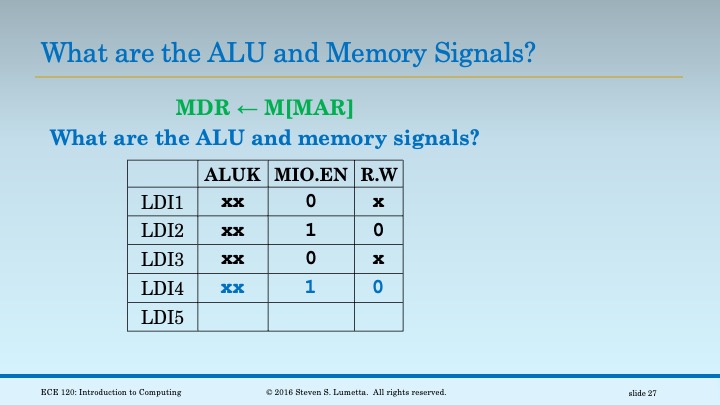 What are the ALU and Memory Signals?
MDR ← M[MAR]
What are the ALU and memory signals?
ALUK MIO.EN R.W
LDI1 xx 0 x
LDI2 xx 1 0
LDI3 xx 0 x
LDI4 xx 1 0
LDI5
ECE 120: Introduction to Computing © 2016 Steven S. Lumetta. All rights reserved. slide 27